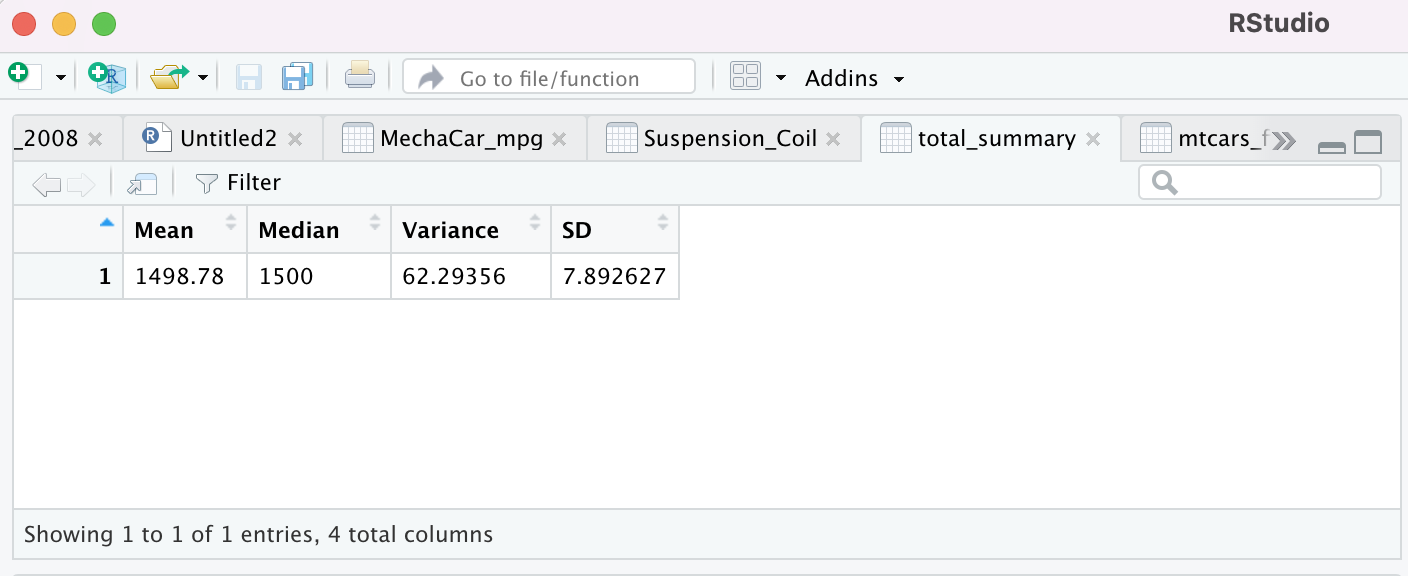 RStudio
Go to file/function Addins
_2008 Untitled2 MechaCar_mpg Suspension_Coil total_summary mtcars_f
Filter
Mean Median Variance SD
1 1498.78 1500 62.29356 7.892627
Showing 1 to 1 of 1 entries, 4 total columns